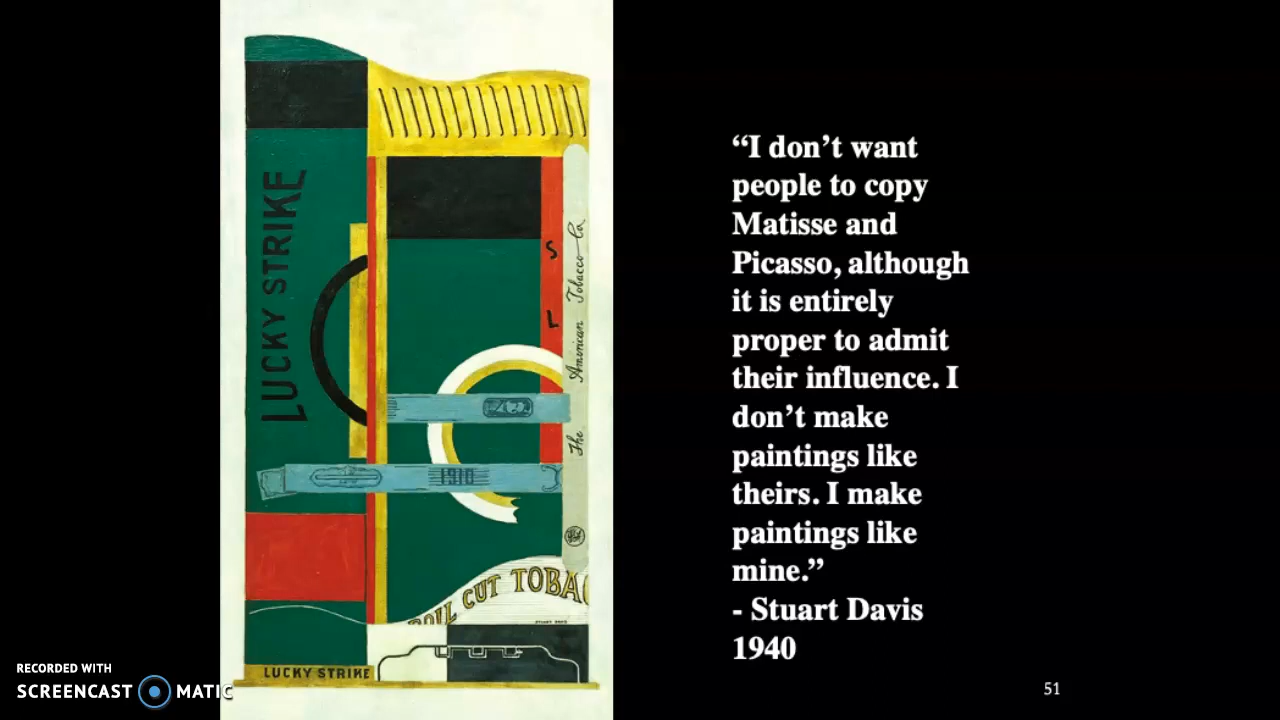 LUCKY STRIKE
S
L
The American Tobacco Co
1910
ROLL CUT TOBAC
STUART DAVIS
LUCKY STRIKE
“I don’t want
people to copy
Matisse and
Picasso, although
it is entirely
proper to admit
their influence. I
don’t make
paintings like
theirs. I make
paintings like
mine.”
- Stuart Davis
1940
51
RECORDED WITH
SCREENCAST MATIC